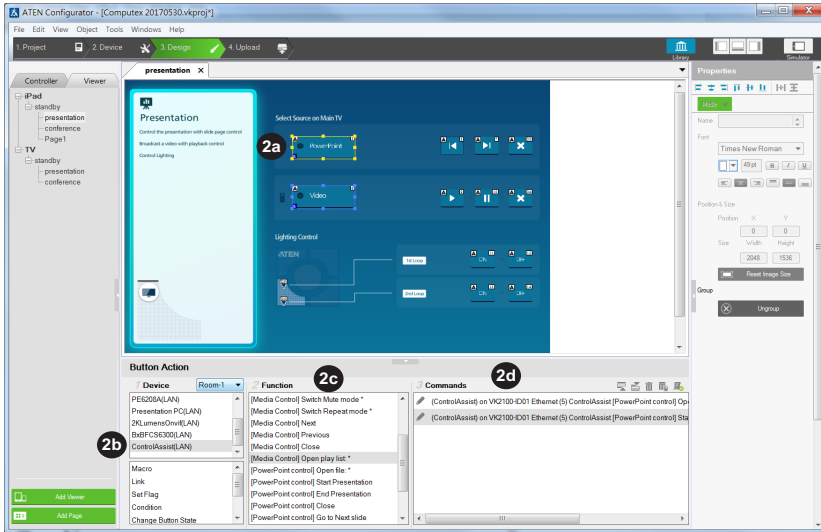 ATEN Configurator - [Computex 20170530.vkproj*]
File Edit View Object Tools Windows Help
1. Project
2. Device
3. Design
4. Upload
Library
Simulator
Controller
Viewer
iPad
standby
presentation
conference
Page1
TV
standby
presentation
conference
Add Viewer
Add Page
presentation X
Presentation
Control the presentation with slide page control
Broadcast a video with playback control
Control Lighting
Select Source on Main TV
2a
PowerPoint
Video
Lighting Control
ATEN
1st Loop
ON
OFF
2nd Loop
ON
OFF
Button Action
1 Device
Room-1
2 Function
2c
3 Commands
2d
PE6208A(LAN)
Presentation PC(LAN)
2KLumensOnvif(LAN)
BxBFCS6300(LAN)
2b
ControlAssist(LAN)
Macro
Link
Set Flag
Condition
Change Button State
[Media Control] Switch Mute mode *
[Media Control] Switch Repeat mode *
[Media Control] Next
[Media Control] Previous
[Media Control] Close
[Media Control] Open play list: *
[PowerPoint control] Open file: *
[PowerPoint control] Start Presentation
[PowerPoint control] End Presentation
[PowerPoint control] Close
[PowerPoint control] Go to Next slide
(ControlAssist) on VK2100-ID01 Ethernet (5) ControlAssist [PowerPoint control] Op
(ControlAssist) on VK2100-ID01 Ethernet (5) ControlAssist [PowerPoint control] Sta
Properties
Mode
Name
Font
Times New Roman
49 pt B I U
Position & Size
Position X Y
0 0
Size Width Height
2048 1536
Reset Image Size
Group
Ungroup